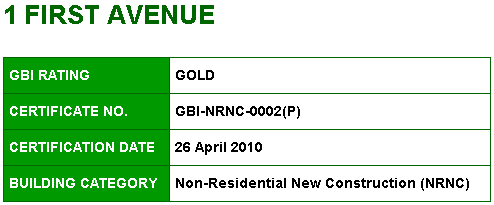 1 FIRST AVENUE
GBI RATING GOLD
CERTIFICATE NO. GBI-NRNC-0002(P)
CERTIFICATION DATE 26 April 2010
BUILDING CATEGORY Non-Residential New Construction (NRNC)